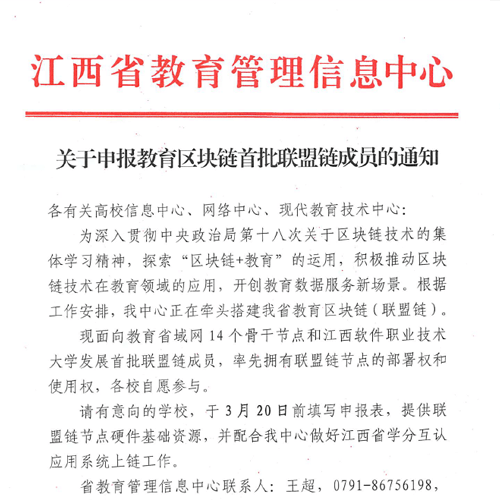 江西省教育管理信息中心
关于申报教育区块链首批联盟链成员的通知
各有关高校信息中心、网络中心、现代教育技术中心：
为深入贯彻中央政治局第十八次关于区块链技术的集
体学习精神，探索“区块链+教育”的运用，积极推动区块
链技术在教育领域的应用，开创教育数据服务新场景。根据
工作安排，我中心正在牵头搭建我省教育区块链（联盟链）。
现面向教育省域网 14 个骨干节点和江西软件职业技术
大学发展首批联盟链成员，率先拥有联盟链节点的部署权和
使用权，各校自愿参与。
请有意向的学校，于 3 月 20 日前填写申报表，提供联
盟链节点硬件基础资源，并配合我中心做好江西省学分互认
应用系统上链工作。
省教育管理信息中心联系人：王超，0791-86756198，